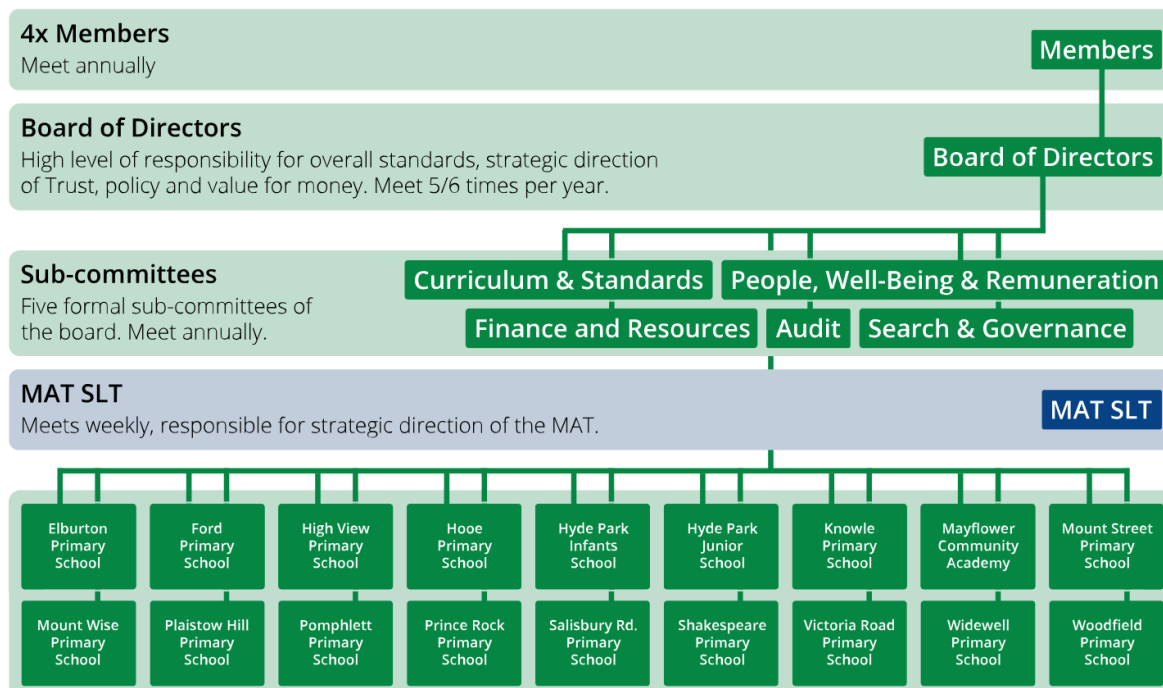 4x Members
Meet annually
Members
Board of Directors
High level of responsibility for overall standards, strategic direction
of Trust, policy and value for money. Meet 5/6 times per year.
Board of Directors
Sub-committees
Five formal sub-committees of
the board. Meet annually.
Curriculum & Standards
People, Well-Being & Remuneration
Finance and Resources
Audit
Search & Governance
MAT SLT
Meets weekly, responsible for strategic direction of the MAT.
MAT SLT
Elburton
Primary
School
Ford
Primary
School
High View
Primary
School
Hooe
Primary
School
Hyde Park
Infants
School
Hyde Park
Junior
School
Knowle
Primary
School
Mayflower
Community
Academy
Mount Street
Primary
School
Mount Wise
Primary
School
Plaistow Hill
Primary
School
Pomphlett
Primary
School
Prince Rock
Primary
School
Salisbury Rd.
Primary
School
Shakespeare
Primary
School
Victoria Road
Primary
School
Widewell
Primary
School
Woodfield
Primary
School